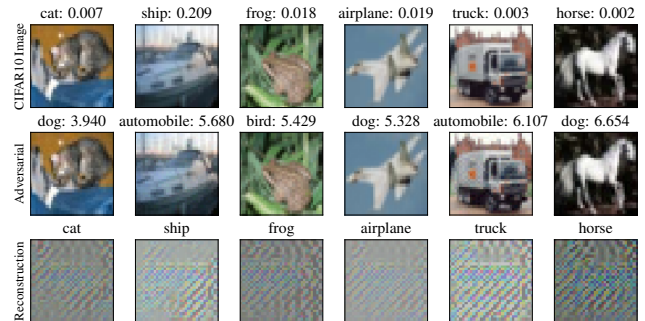 cat: 0.007 ship: 0.209 frog: 0.018 airplane: 0.019 truck: 0.003 horse: 0.002
CIFAR10 Image
dog: 3.940 automobile: 5.680 bird: 5.429 dog: 5.328 automobile: 6.107 dog: 6.654
Adversarial
cat ship frog airplane truck horse
Reconstruction